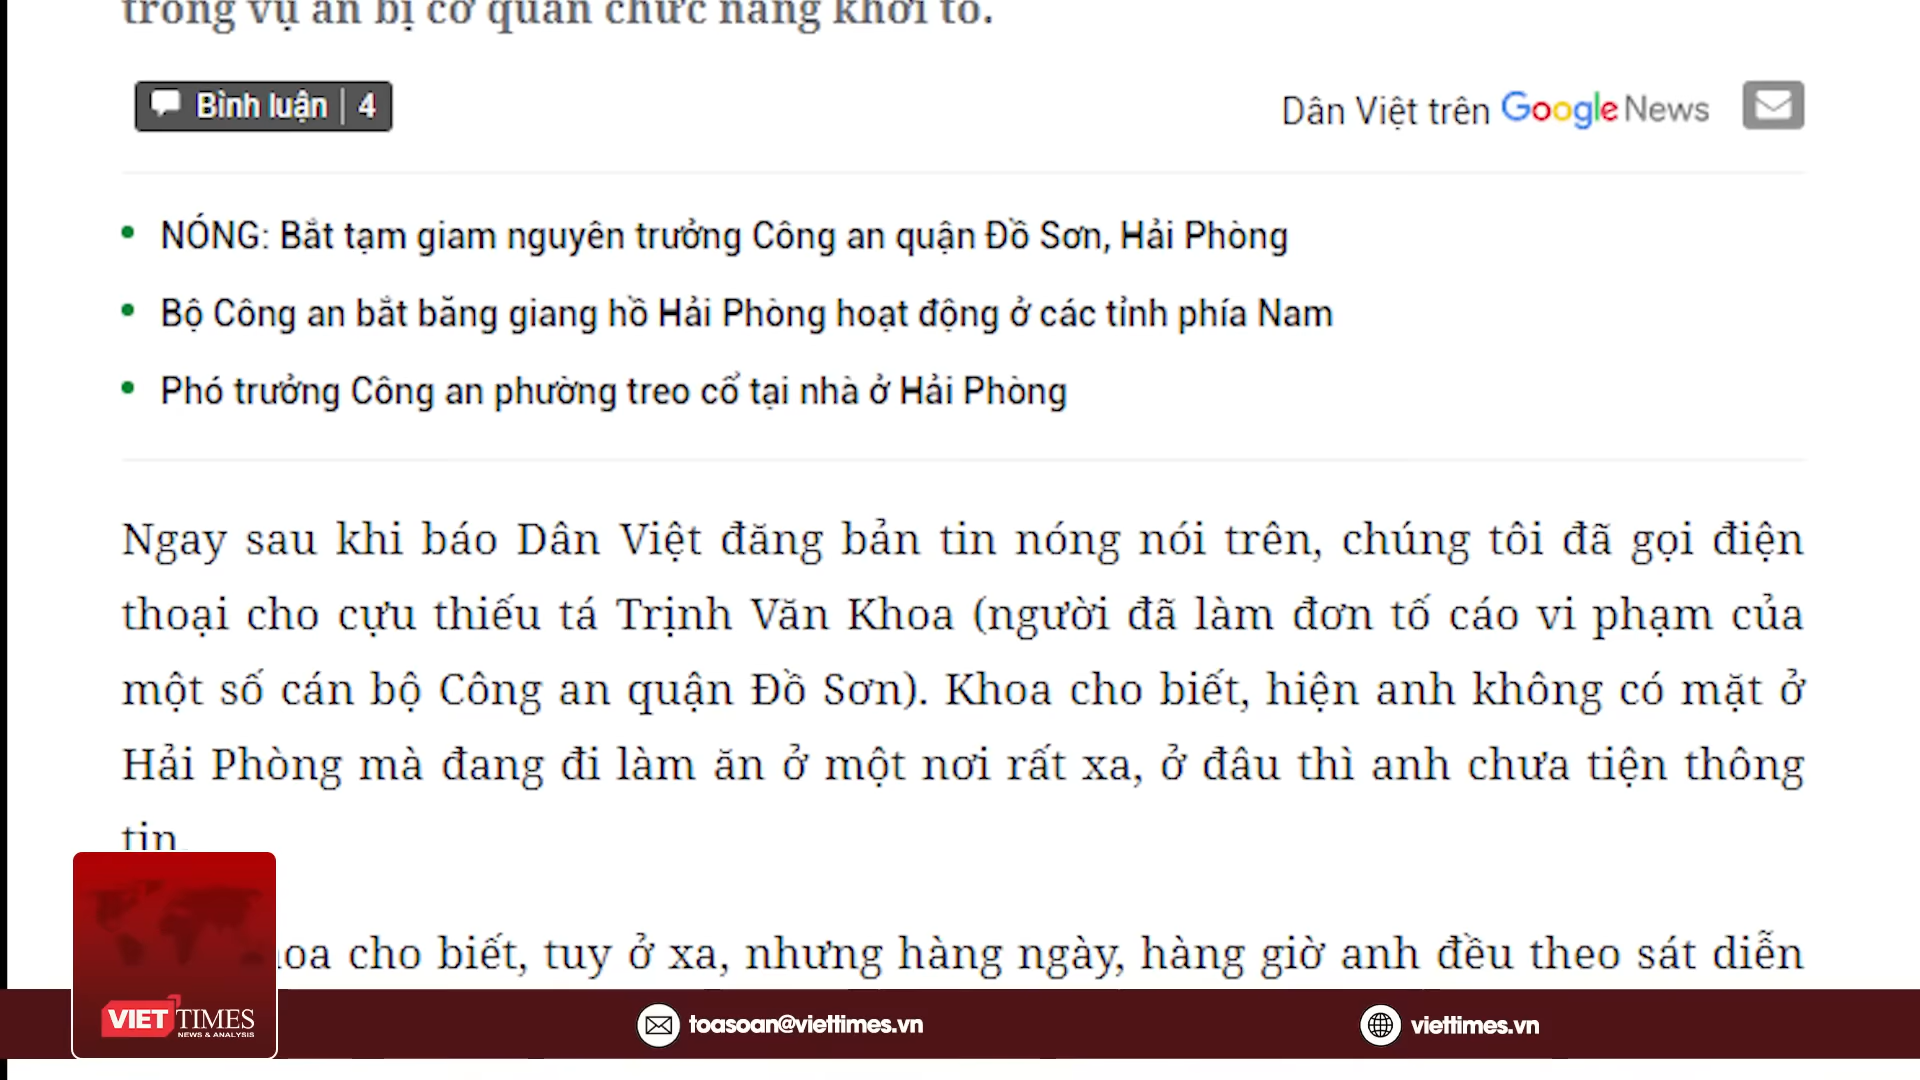 trong vụ án bị cơ quan chức năng khởi tố.
Bình luận | 4
Dân Việt trên Google News
NÓNG: Bắt tạm giam nguyên trưởng Công an quận Đồ Sơn, Hải Phòng
Bộ Công an bắt băng giang hồ Hải Phòng hoạt động ở các tỉnh phía Nam
Phó trưởng Công an phường treo cổ tại nhà ở Hải Phòng
Ngay sau khi báo Dân Việt đăng bản tin nóng nói trên, chúng tôi đã gọi điện
thoại cho cựu thiếu tá Trịnh Văn Khoa (người đã làm đơn tố cáo vi phạm của
một số cán bộ Công an quận Đồ Sơn). Khoa cho biết, hiện anh không có mặt ở
Hải Phòng mà đang đi làm ăn ở một nơi rất xa, ở đâu thì anh chưa tiện thông
tin.
cho biết, tuy ở xa, nhưng hàng ngày, hàng giờ anh đều theo sát diễn
VIETTIMES
NEWS & ANALYSIS
toasoan@viettimes.vn
viettimes.vn